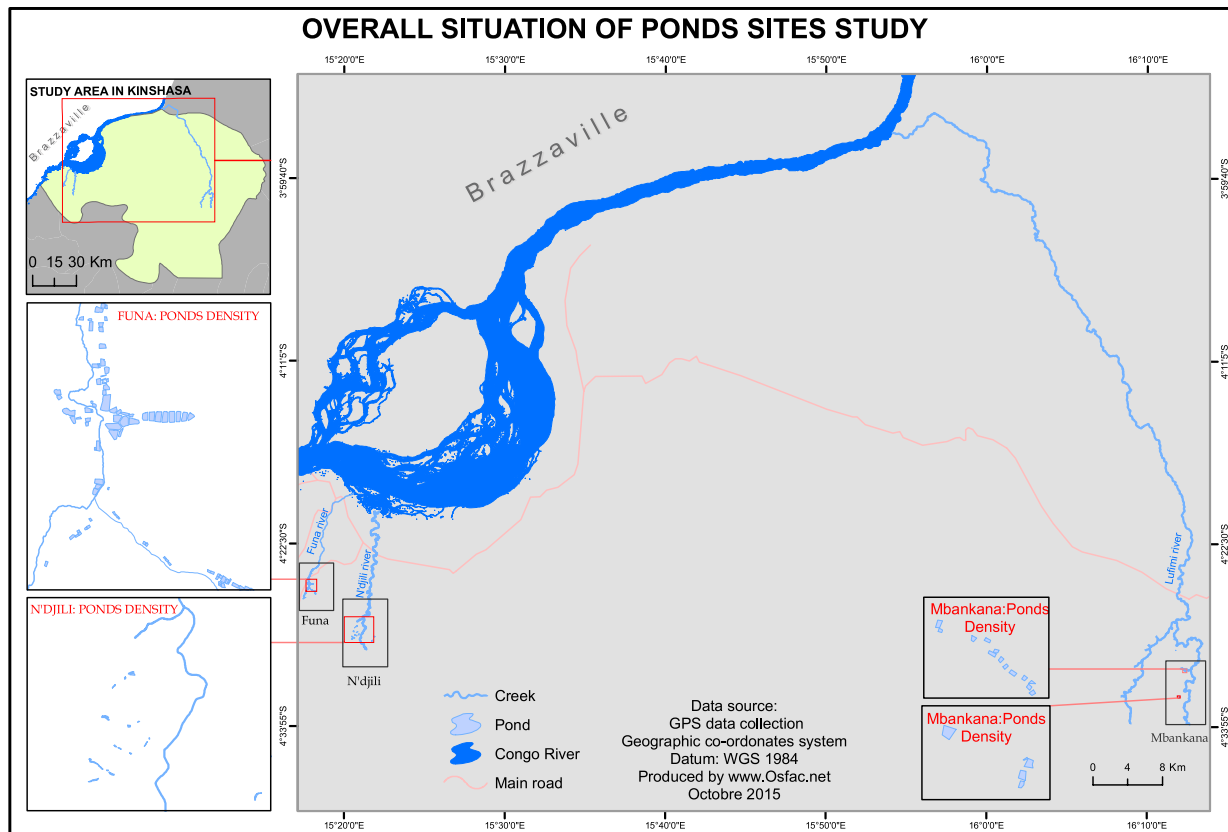 OVERALL SITUATION OF PONDS SITES STUDY
15°20'0"E 15°30'0"E 15°40'0"E 15°50'0"E 16°0'0"E 16°10'0"E
STUDY AREA IN KINSHASA
Brazzaville
0 15 30 Km
FUNA: PONDS DENSITY
N'DJILI: PONDS DENSITY
Brazzaville
3°59'40"S
3°59'40"S
4°11'5"S
4°11'5"S
4°22'30"S
4°22'30"S
4°33'55"S
4°33'55"S
Funa river
N'djili river
Lufimi river
Funa
N'djili
Mbankana:Ponds
Density
Mbankana:Ponds
Density
Mbankana
Creek
Pond
Congo River
Main road
Data source:
GPS data collection
Geographic co-ordonates system
Datum: WGS 1984
Produced by www.Osfac.net
Octobre 2015
0 4 8 Km
15°20'0"E 15°30'0"E 15°40'0"E 15°50'0"E 16°0'0"E 16°10'0"E